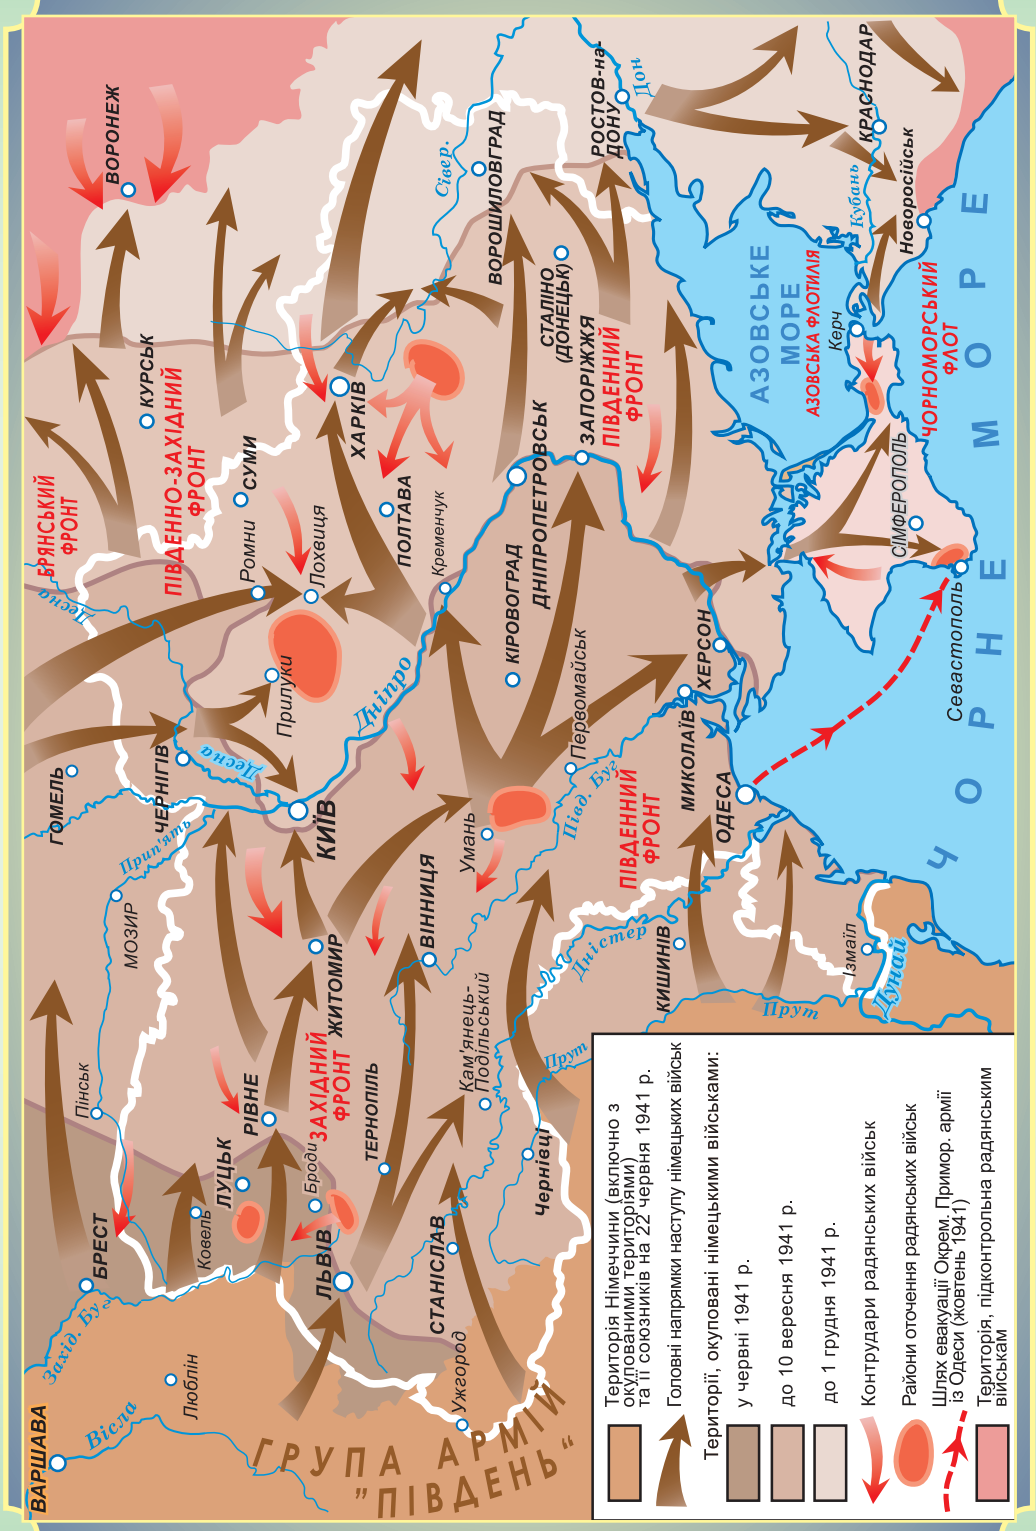 ВАРШАВА
Вісла
Люблін
Захід. Буг
БРЕСТ
Пінськ
МОЗИР
Прип'ять
ГОМЕЛЬ
ЧЕРНІГІВ
Десна
Десна
БРЯНСЬКИЙ
ФРОНТ
ПІВДЕННО-ЗАХІДНИЙ
ФРОНТ
КУРСЬК
ВОРОНЕЖ
СУМИ
Ромни
Лохвиця
Прилуки
КИЇВ
Дніпро
ХАРКІВ
ПОЛТАВА
Кременчук
Сівер.
ВОРОШИЛОВГРАД
Дон
РОСТОВ-на-
ДОНУ
СТАЛІНО
(ДОНЕЦЬК)
ЗАПОРІЖЖЯ
ПІВДЕННИЙ
ФРОНТ
ДНІПРОПЕТРОВСЬК
КІРОВОГРАД
Первомайськ
Ковель
ЛУЦЬК
РІВНЕ
Броди
ЗАХІДНИЙ
ФРОНТ
ЖИТОМИР
ЛЬВІВ
ТЕРНОПІЛЬ
ВІННИЦЯ
Умань
Півд. Буг
СТАНІСЛАВ
Кам'янець-
Подільський
Чернівці
Ужгород
Прут
Дністер
ПІВДЕННИЙ
ФРОНТ
КИШИНІВ
Прут
МИКОЛАЇВ
ХЕРСОН
ОДЕСА
Ізмаїл
Дунай
АЗОВСЬКЕ
МОРЕ
АЗОВСЬКА ФЛОТИЛІЯ
Керч
Кубань
КРАСНОДАР
Новоросійськ
СІМФЕРОПОЛЬ
Севастополь
ЧОРНОМОРСЬКИЙ
ФЛОТ
ЧОРНЕ МОРЕ
ГРУПА АРМІЙ
"ПІВДЕНЬ"
Територія Німеччини (включно з
окупованими територіями)
та її союзників на 22 червня 1941 р.
Головні напрямки наступу німецьких військ
Території, окуповані німецькими військами:
у червні 1941 р.
до 10 вересня 1941 р.
до 1 грудня 1941 р.
Контрудари радянських військ
Райони оточення радянських військ
Шлях евакуації Окрем. Примор. армії
із Одеси (жовтень 1941)
Територія, підконтрольна радянським
військам